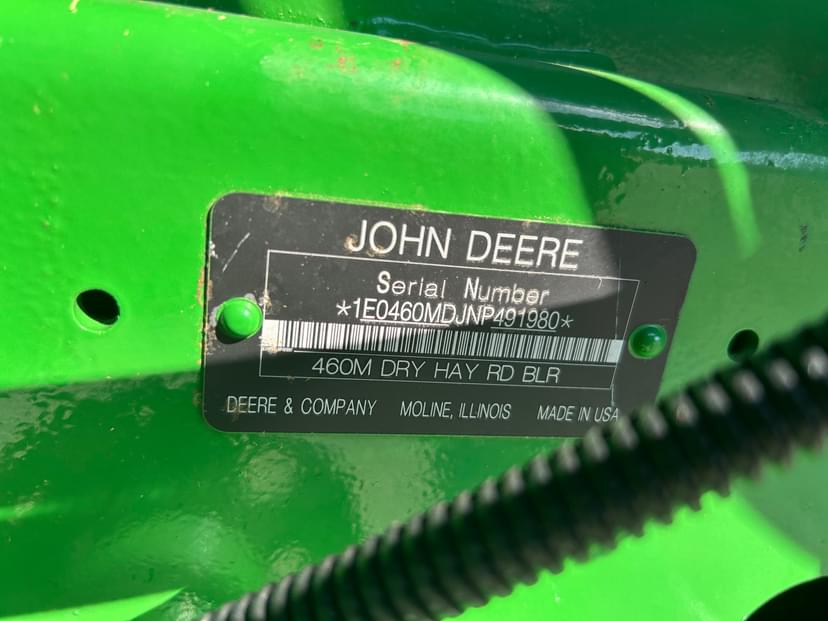 JOHN DEERE
Serial Number
*1E0460MDJNP491980*
460M DRY HAY RD BLR
DEERE & COMPANY MOLINE, ILLINOIS MADE IN USA